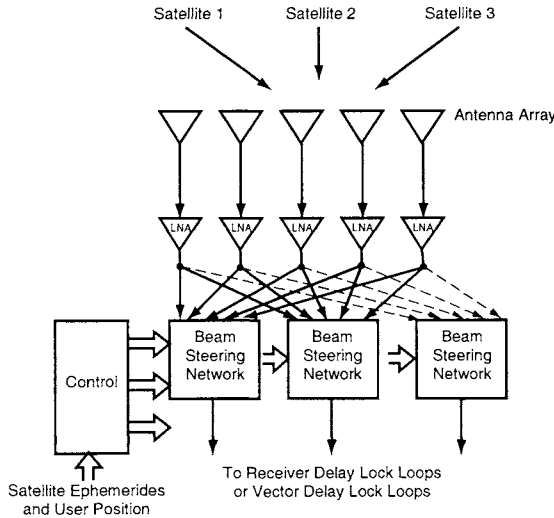 Satellite 1
Satellite 2
Satellite 3
Antenna Array
LNA
LNA
LNA
LNA
LNA
Control
Beam
Steering
Network
Beam
Steering
Network
Beam
Steering
Network
To Receiver Delay Lock Loops
or Vector Delay Lock Loops
Satellite Ephemerides
and User Position